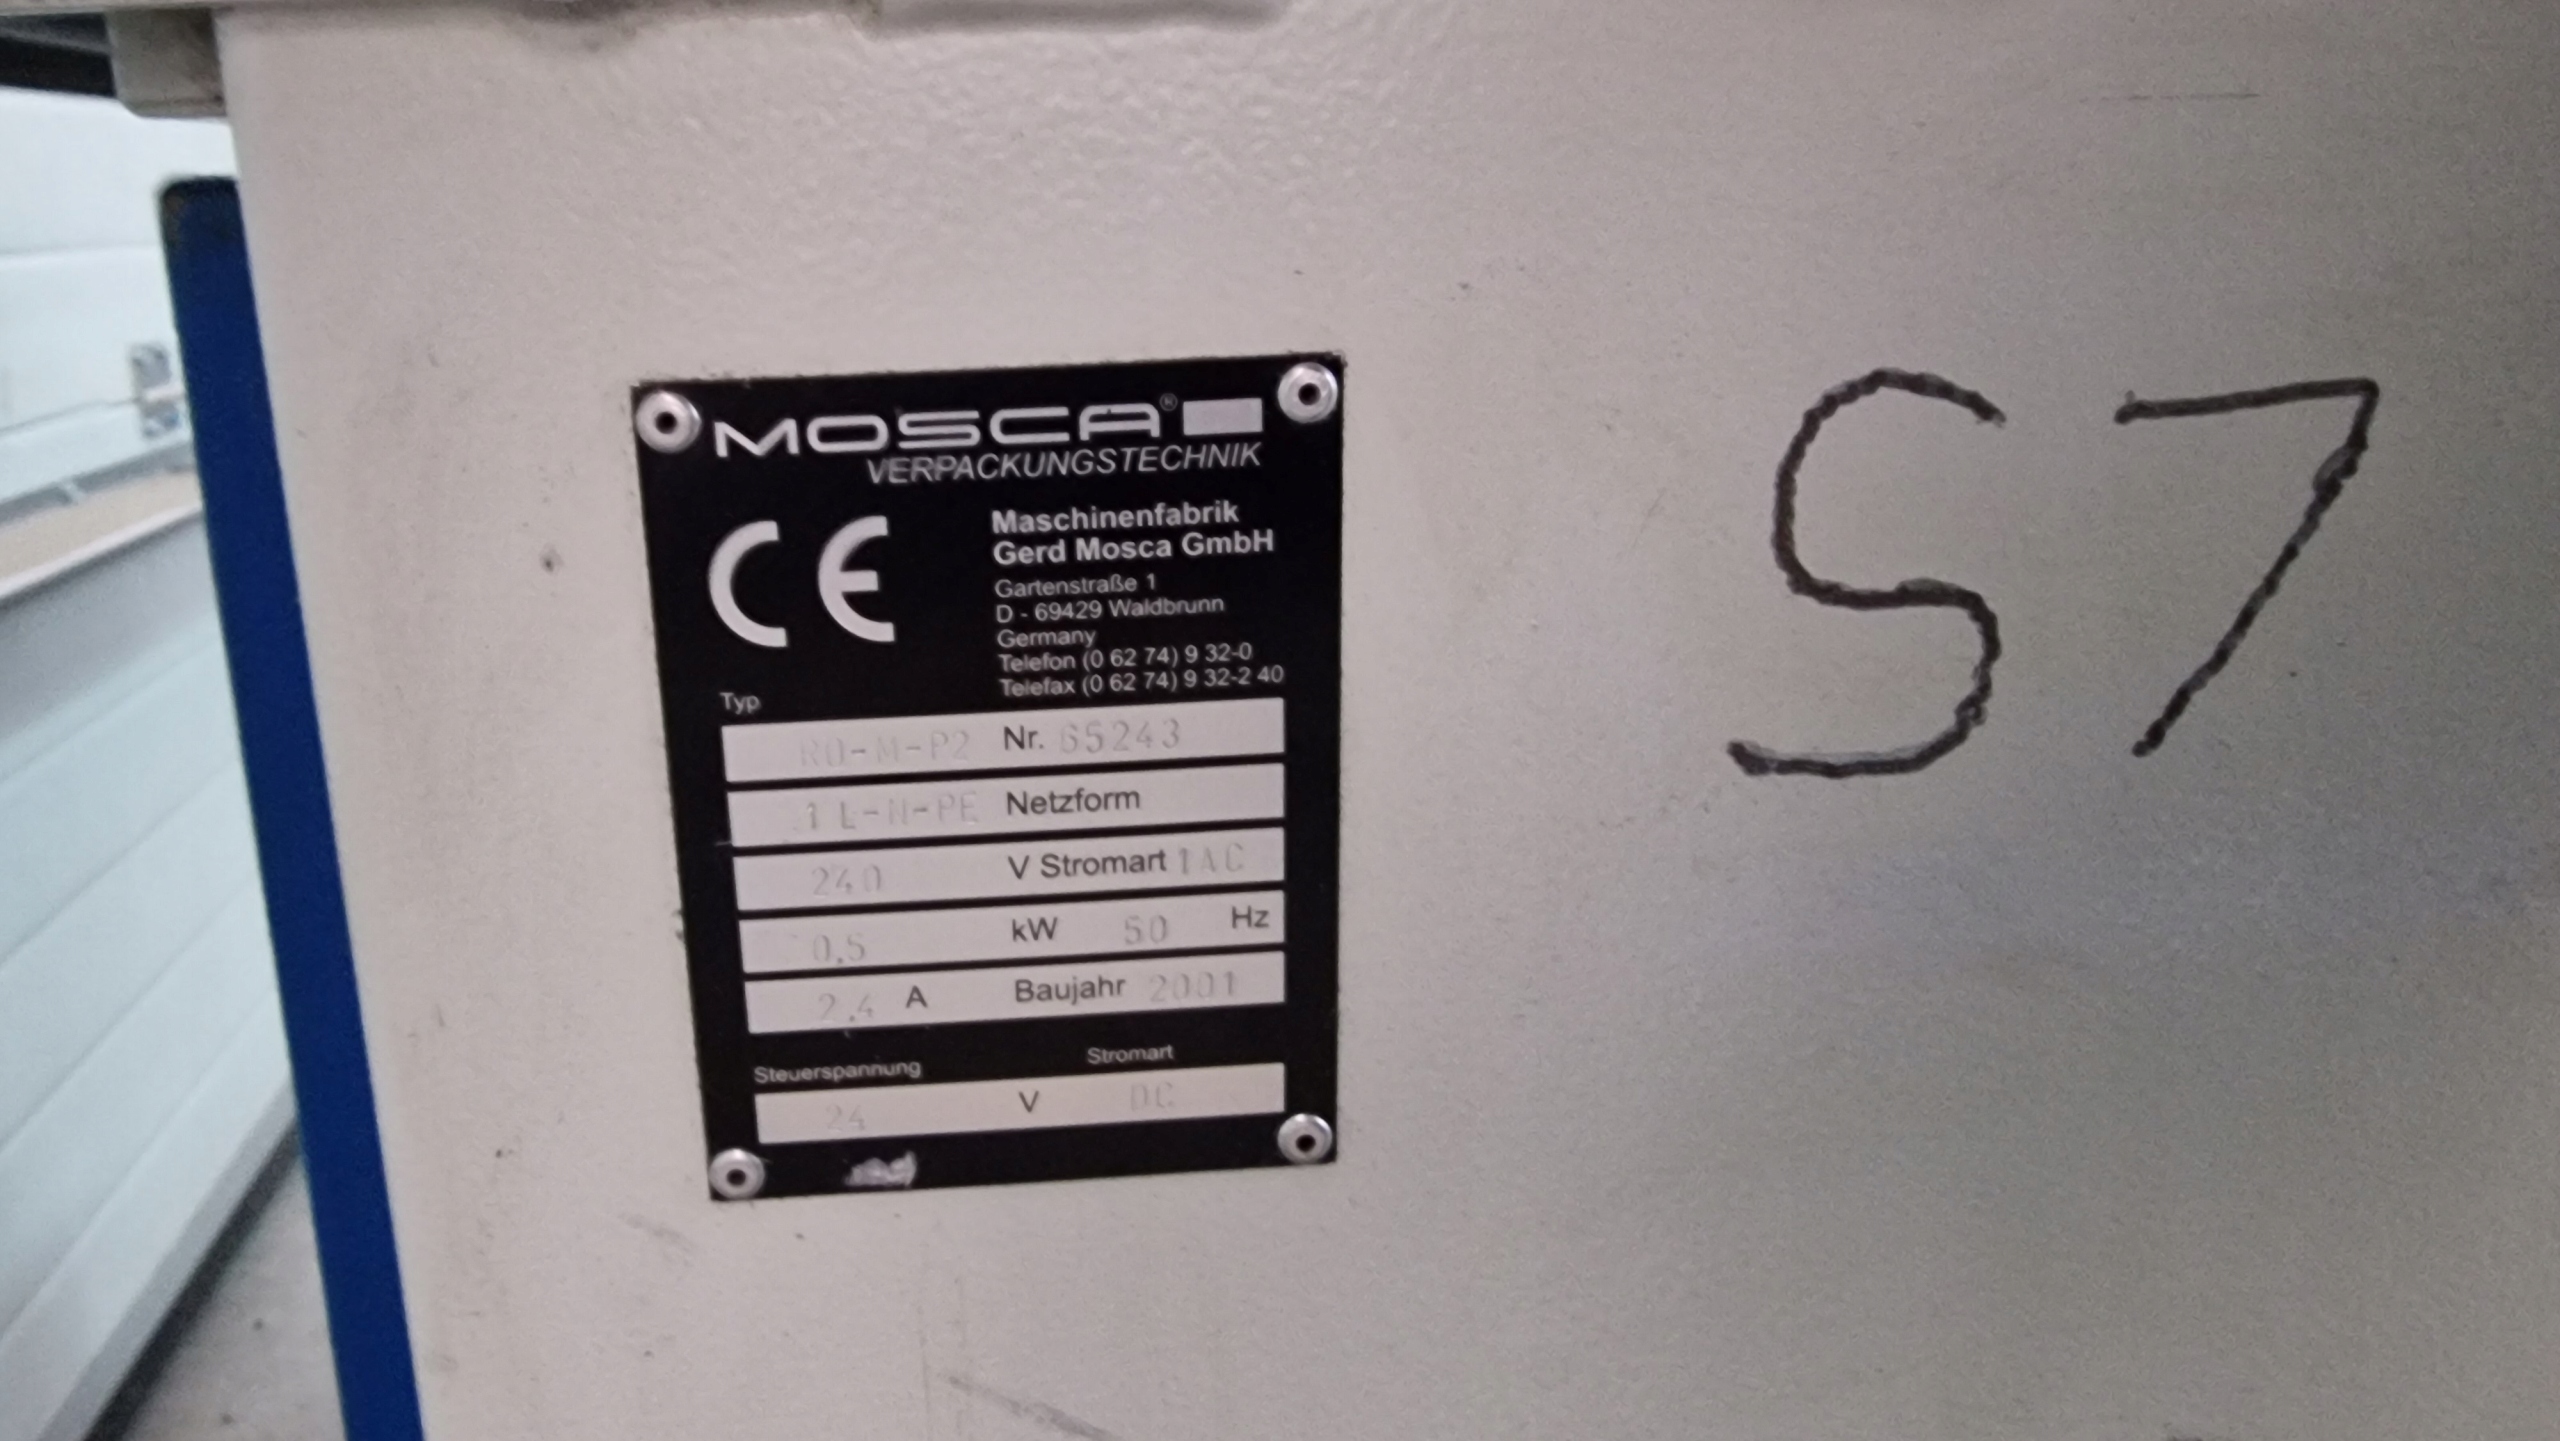 MOSCA®
VERPACKUNGSTECHNIK
CE
Maschinenfabrik
Gerd Mosca GmbH
Gartenstraße 1
D - 69429 Waldbrunn
Germany
Telefon (0 62 74) 9 32-0
Telefax (0 62 74) 9 32-2 40
Typ
RO-M-P2 Nr. 65243
1 L-N-PE Netzform
240 V Stromart 1AC
0,5 kW 50 Hz
2.4 A Baujahr 2001
Steuerspannung Stromart
24 V DC
S7